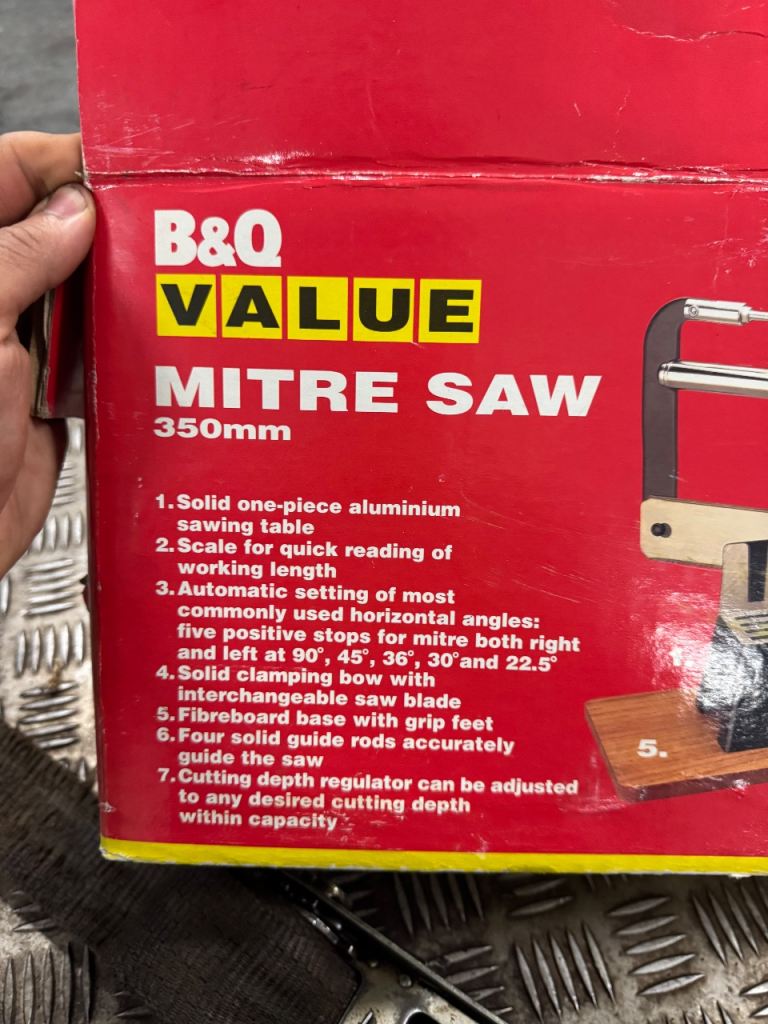 B&Q
VALUE
MITRE SAW
350mm
1. Solid one-piece aluminium
sawing table
2. Scale for quick reading of
working length
3. Automatic setting of most
commonly used horizontal angles:
five positive stops for mitre both right
and left at 90°, 45°, 36°, 30°and 22.5°
4. Solid clamping bow with
interchangeable saw blade
5. Fibreboard base with grip feet
6. Four solid guide rods accurately
guide the saw
7. Cutting depth regulator can be adjusted
to any desired cutting depth
within capacity
1.
5.